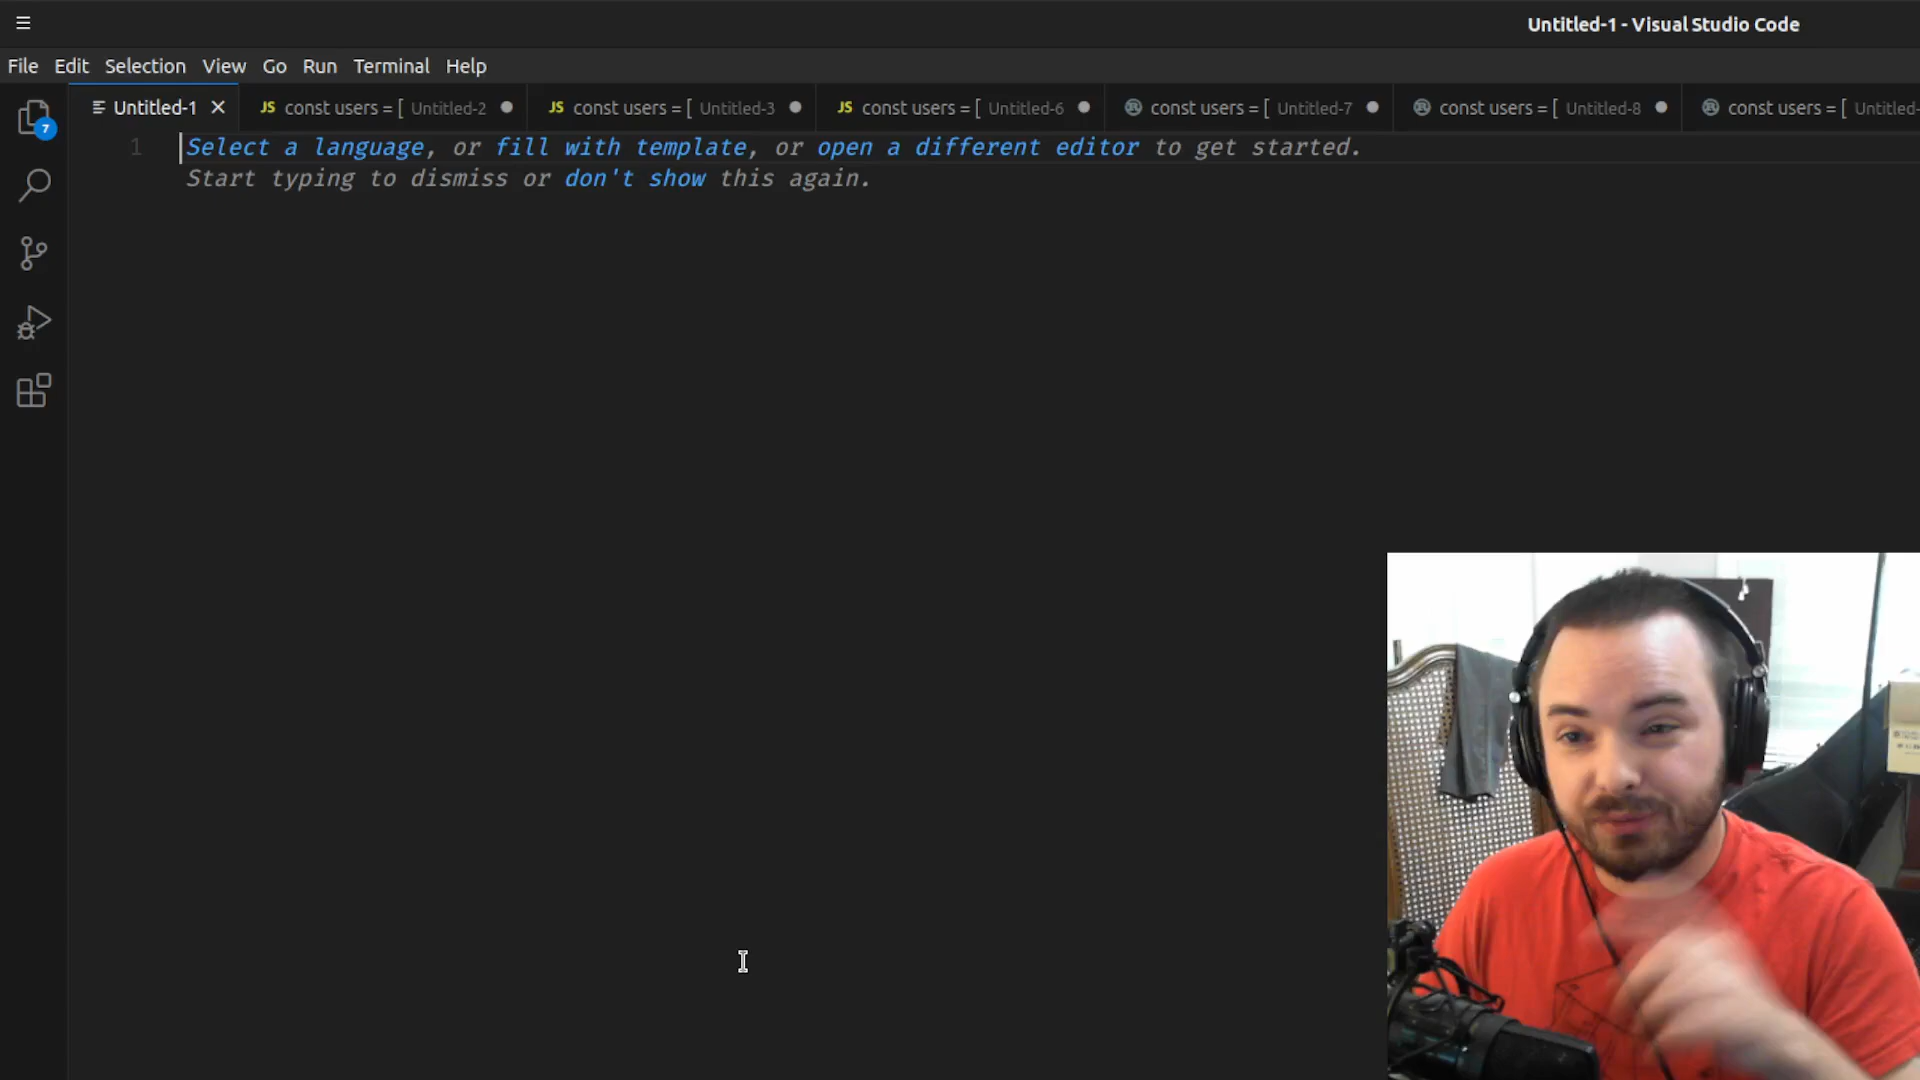 Untitled-1 - Visual Studio Code
File Edit Selection View Go Run Terminal Help
Untitled-1 JS const users = [ Untitled-2 JS const users = [ Untitled-3 JS const users = [ Untitled-6 const users = [ Untitled-7 const users = [ Untitled-8 const users = [ Untitled-
7
1 Select a language, or fill with template, or open a different editor to get started.
Start typing to dismiss or don't show this again.